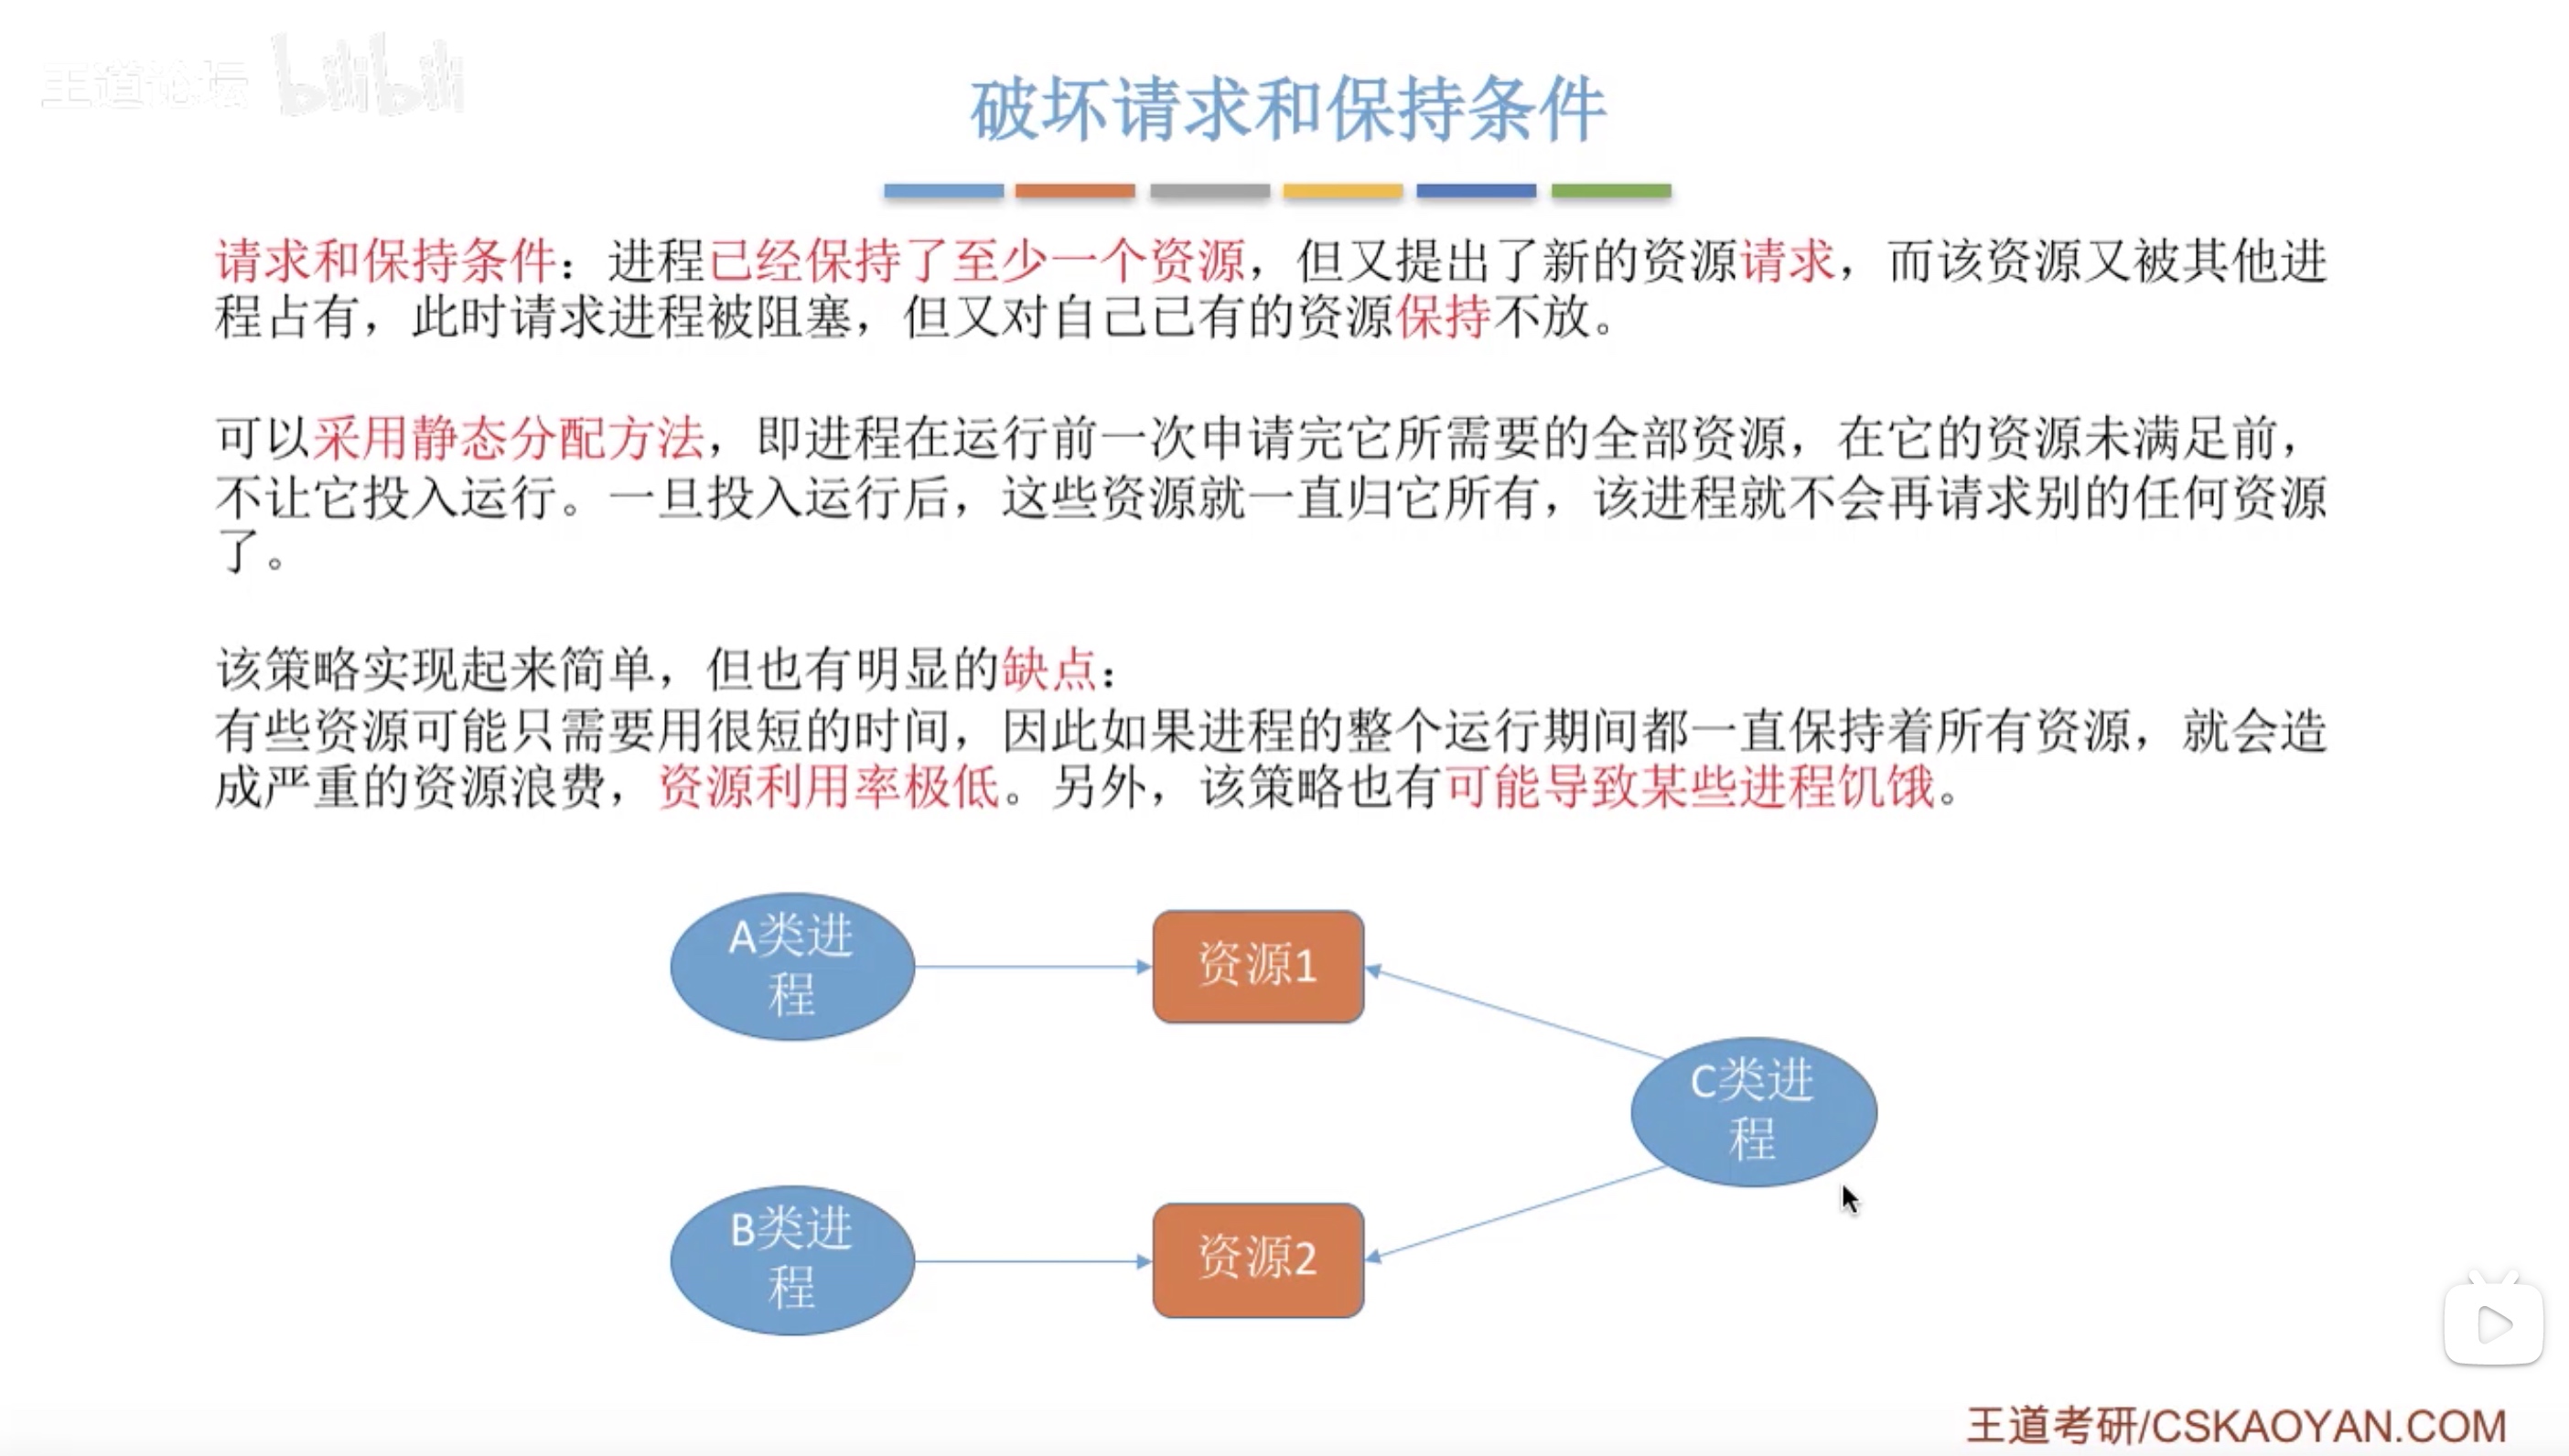 王道论坛 bilibili
破坏请求和保持条件
请求和保持条件：进程已经保持了至少一个资源，但又提出了新的资源请求，而该资源又被其他进
程占有，此时请求进程被阻塞，但又对自己已有的资源保持不放。
可以采用静态分配方法，即进程在运行前一次申请完它所需要的全部资源，在它的资源未满足前，
不让它投入运行。一旦投入运行后，这些资源就一直归它所有，该进程就不会再请求别的任何资源
了。
该策略实现起来简单，但也有明显的缺点：
有些资源可能只需要用很短的时间，因此如果进程的整个运行期间都一直保持着所有资源，就会造
成严重的资源浪费，资源利用率极低。另外，该策略也有可能导致某些进程饥饿。
A类进
程
资源1
C类进
程
B类进
程
资源2
王道考研/CSKAOYAN.COM